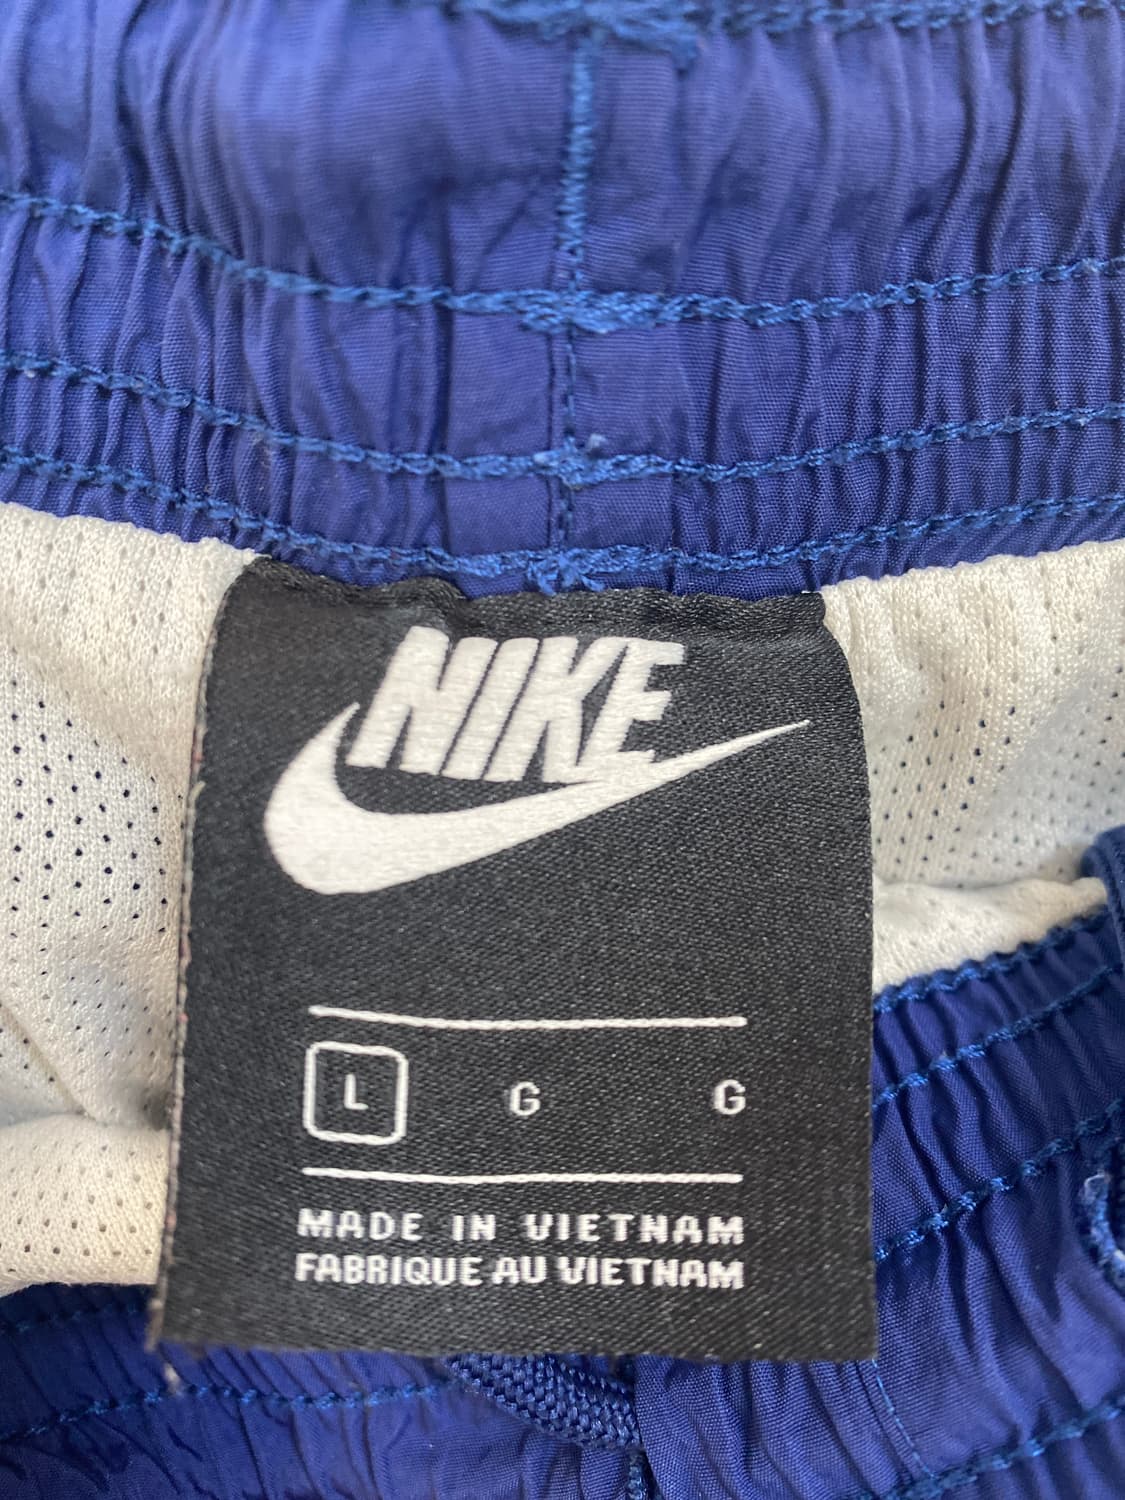 NIKE
L G G
MADE IN VIETNAM
FABRIQUE AU VIETNAM